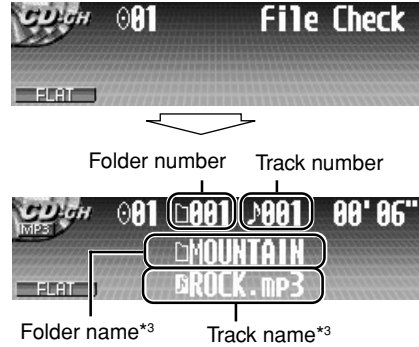 CD-CH 01 File Check
FLAT
Folder number Track number
CD-CH 01 001 001 00' 06"
MP3
MOUNTAIN
FLAT ROCK.mp3
Folder name*3 Track name*3